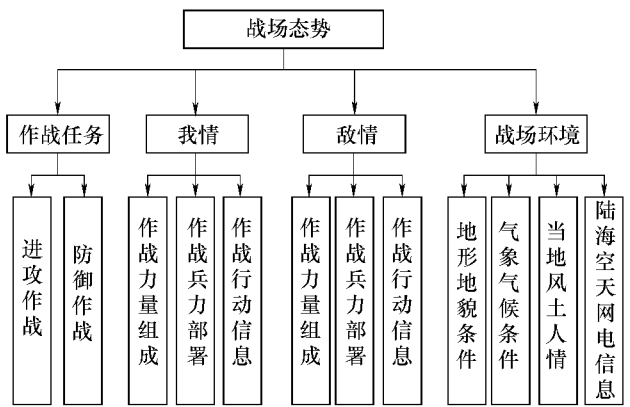 战场态势
作战任务
我情
敌情
战场环境
进攻作战
防御作战
作战力量组成
作战兵力部署
作战行动信息
作战力量组成
作战兵力部署
作战行动信息
地形地貌条件
气象气候条件
当地风土人情
陆海空天网电信息